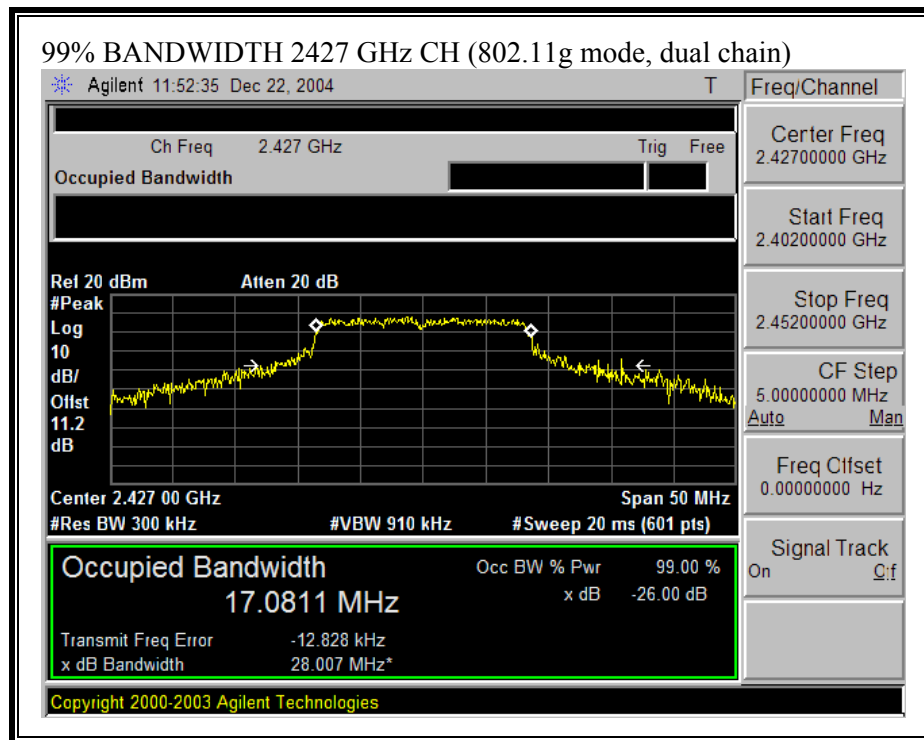 99% BANDWIDTH 2427 GHz CH (802.11g mode, dual chain)
Agilent 11:52:35 Dec 22, 2004 T Freq/Channel
Ch Freq 2.427 GHz Trig Free
Occupied Bandwidth
Center Freq
2.42700000 GHz
Start Freq
2.40200000 GHz
Stop Freq
2.45200000 GHz
CF Step
5.00000000 MHz
Auto Man
Freq Offset
0.00000000 Hz
Signal Track
On Off
Ref 20 dBm Atten 20 dB
#Peak
Log
10
dB/
Offst
11.2
dB
Center 2.427 00 GHz Span 50 MHz
#Res BW 300 kHz #VBW 910 kHz #Sweep 20 ms (601 pts)
Occupied Bandwidth Occ BW % Pwr 99.00 %
17.0811 MHz x dB -26.00 dB
Transmit Freq Error -12.828 kHz
x dB Bandwidth 28.007 MHz*
Copyright 2000-2003 Agilent Technologies